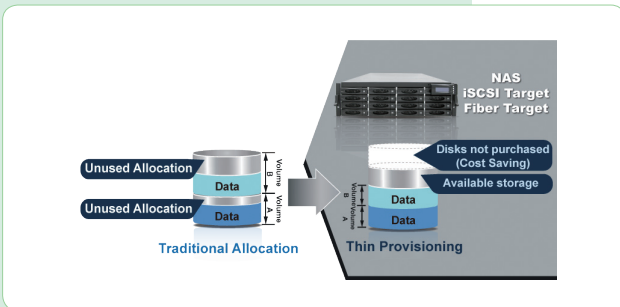 NAS
iSCSI Target
Fiber Target
Unused Allocation
Data
Unused Allocation
Data
Volume
B
Volume
A
Traditional Allocation
Disks not purchased
(Cost Saving)
Available storage
Data
Data
Volume
B
Volume
A
Thin Provisioning